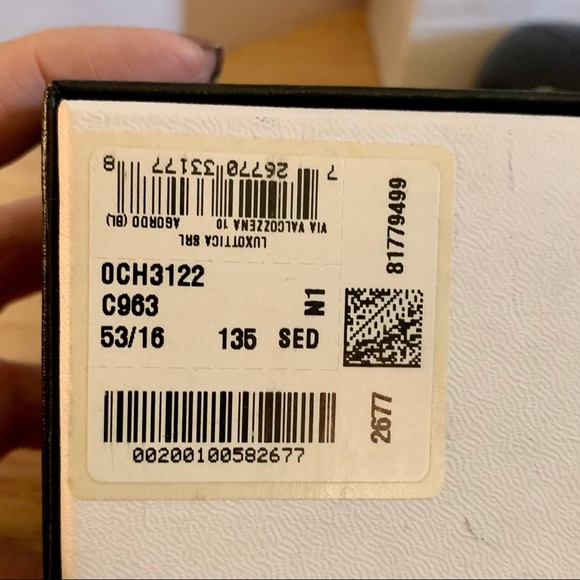 7 26770 33177 8
VIA VALCOZZENA 10 AGORDO (BL)
LUXOTTICA SRL
0CH3122
C963 N1
53/16 135 SED
00200100582677
81779499
2677